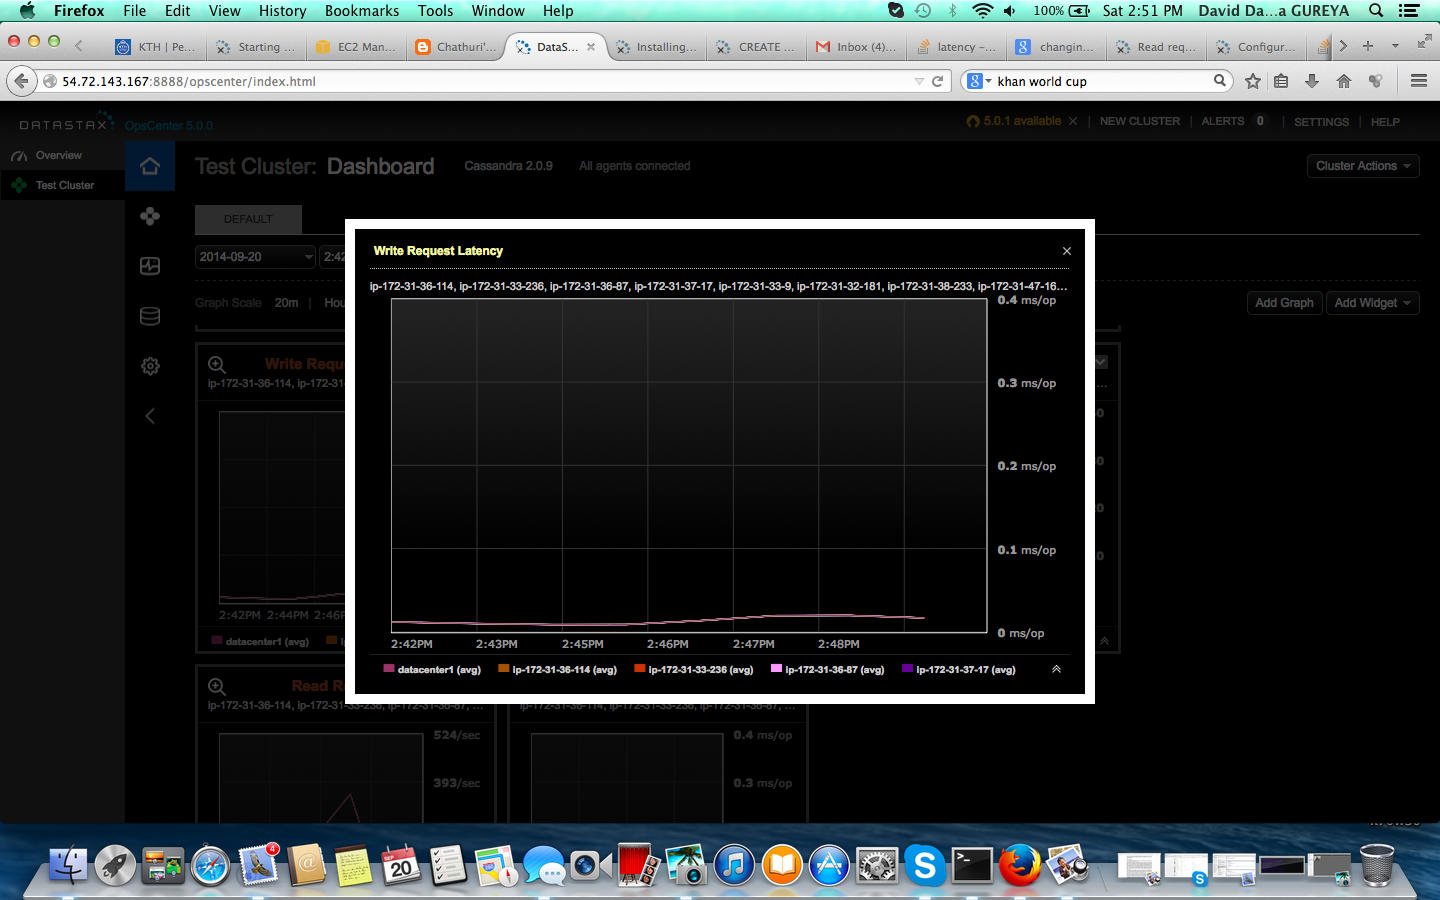 Firefox File Edit View History Bookmarks Tools Window Help 100% Sat 2:51 PM David Da...a GUREYA
KTH | Pe... Starting ... EC2 Man... Chathuri'... DataS... Installing... CREATE ... Inbox (4)... latency -... changin... Read req... Configur...
54.72.143.167:8888/opscenter/index.html khan world cup
DATASTAX OpsCenter 5.0.0 5.0.1 available × | NEW CLUSTER | ALERTS 0 | SETTINGS | HELP
Overview
Test Cluster
Test Cluster: Dashboard Cassandra 2.0.9 All agents connected Cluster Actions
DEFAULT
2014-09-20 2:42
Graph Scale 20m | Hou Add Graph Add Widget
Write Request Latency ×
ip-172-31-36-114, ip-172-31-33-236, ip-172-31-36-87, ip-172-31-37-17, ip-172-31-33-9, ip-172-31-32-181, ip-172-31-38-233, ip-172-31-47-16...
0.4 ms/op
0.3 ms/op
0.2 ms/op
0.1 ms/op
0 ms/op
2:42PM 2:43PM 2:45PM 2:46PM 2:47PM 2:48PM
datacenter1 (avg) ip-172-31-36-114 (avg) ip-172-31-33-236 (avg) ip-172-31-36-87 (avg) ip-172-31-37-17 (avg)
Write Requ
ip-172-31-36-114, ip-172-31
2:42PM 2:44PM 2:46
datacenter1 (avg)
Read R
ip-172-31-36-114, ip-172-31-33-236, ip-172-31-36-87, ...
524/sec
393/sec
ip-172-31-36-114, ip-172-31-33-236, ip-172-31-36-87, ...
0.4 ms/op
0.3 ms/op
4
SEP
20